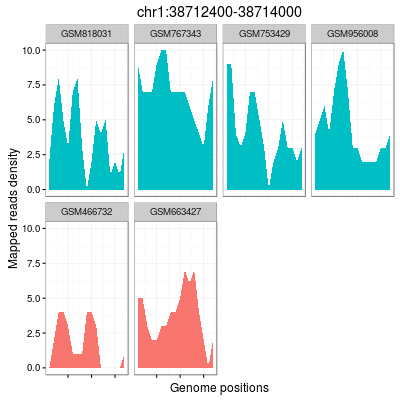 chr1:38712400-38714000
GSM818031 GSM767343 GSM753429 GSM956008
10.0
7.5
5.0
2.5
0.0
GSM466732 GSM663427
10.0
7.5
5.0
2.5
0.0
Mapped reads density
Genome positions